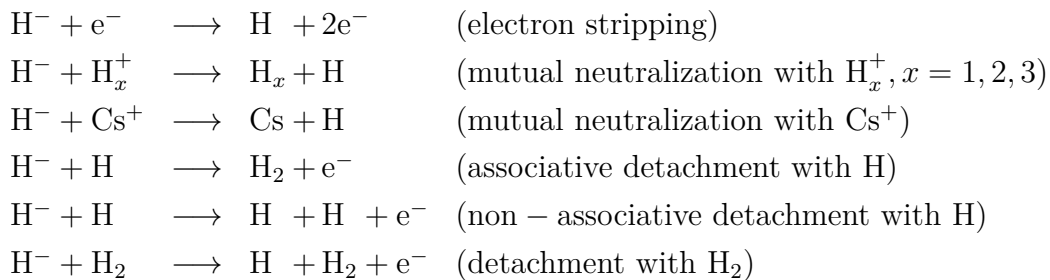 H⁻ + e⁻ ⟶ H + 2e⁻ (electron stripping)
H⁻ + Hₓ⁺ ⟶ Hₓ + H (mutual neutralization with Hₓ⁺, x = 1, 2, 3)
H⁻ + Cs⁺ ⟶ Cs + H (mutual neutralization with Cs⁺)
H⁻ + H ⟶ H₂ + e⁻ (associative detachment with H)
H⁻ + H ⟶ H + H + e⁻ (non − associative detachment with H)
H⁻ + H₂ ⟶ H + H₂ + e⁻ (detachment with H₂)